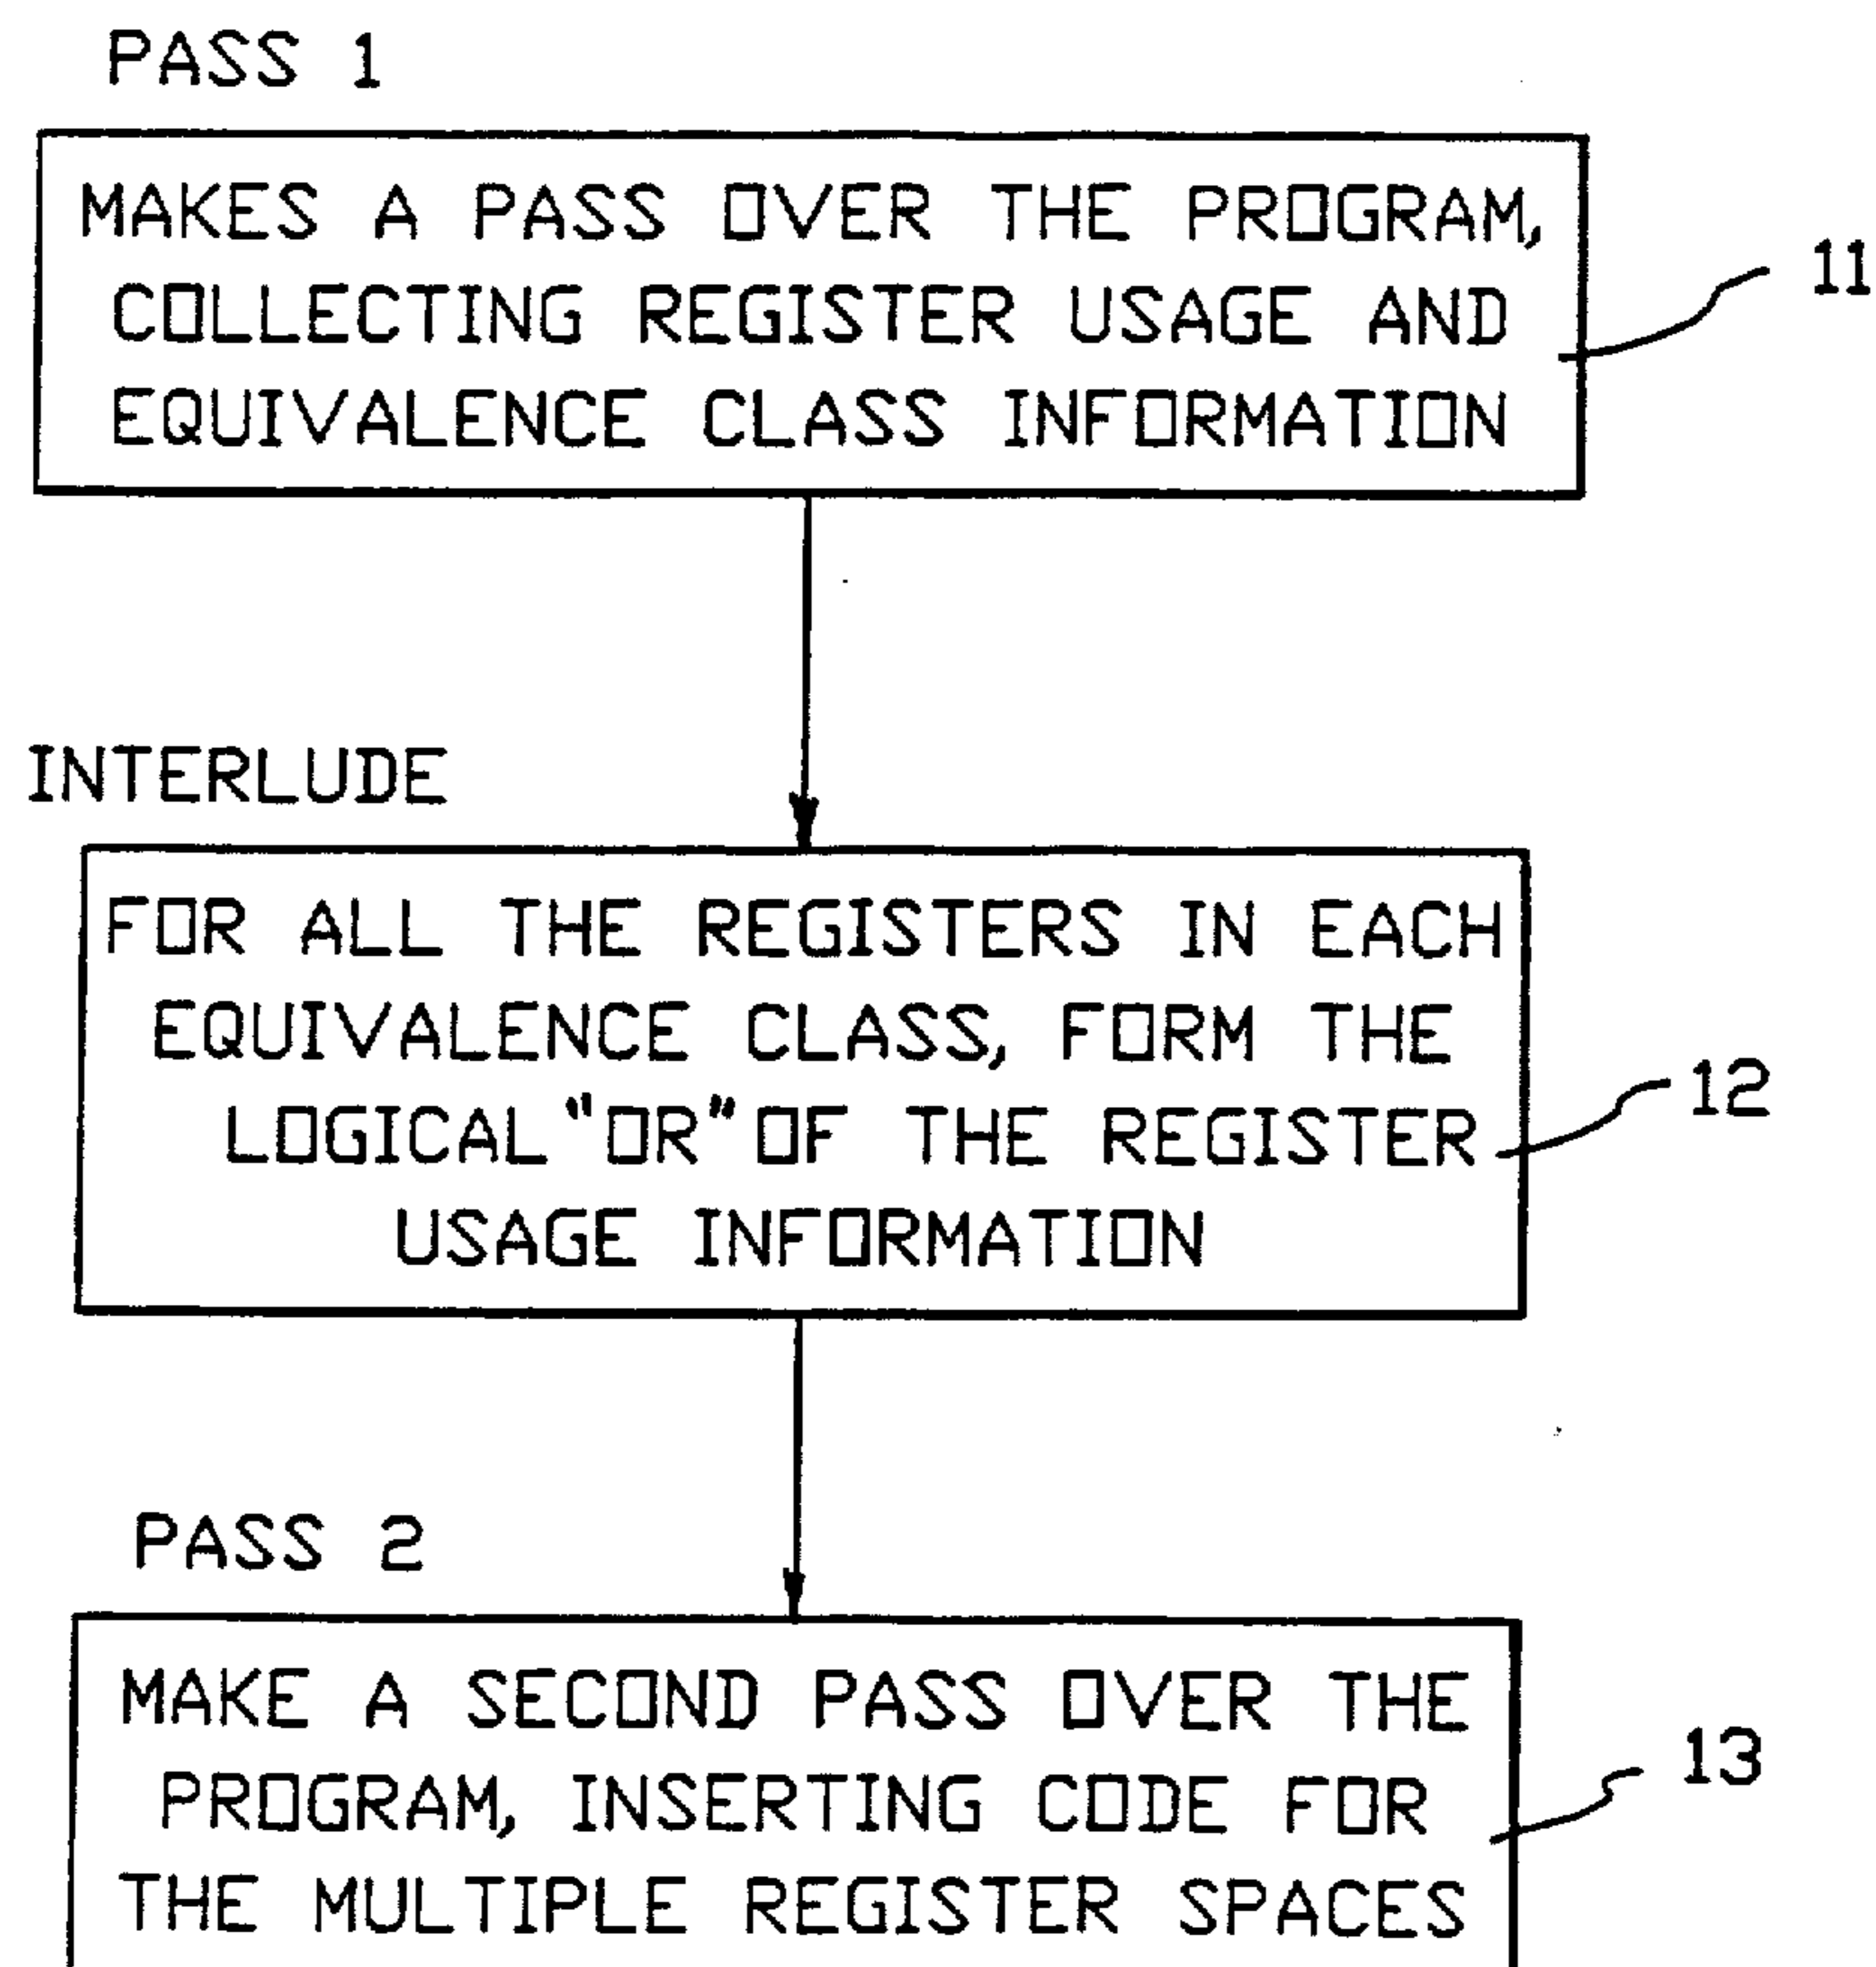 PASS 1
MAKES A PASS OVER THE PROGRAM,
COLLECTING REGISTER USAGE AND
EQUIVALENCE CLASS INFORMATION
11
INTERLUDE
FOR ALL THE REGISTERS IN EACH
EQUIVALENCE CLASS, FORM THE
LOGICAL "OR" OF THE REGISTER
USAGE INFORMATION
12
PASS 2
MAKE A SECOND PASS OVER THE
PROGRAM, INSERTING CODE FOR
THE MULTIPLE REGISTER SPACES
13